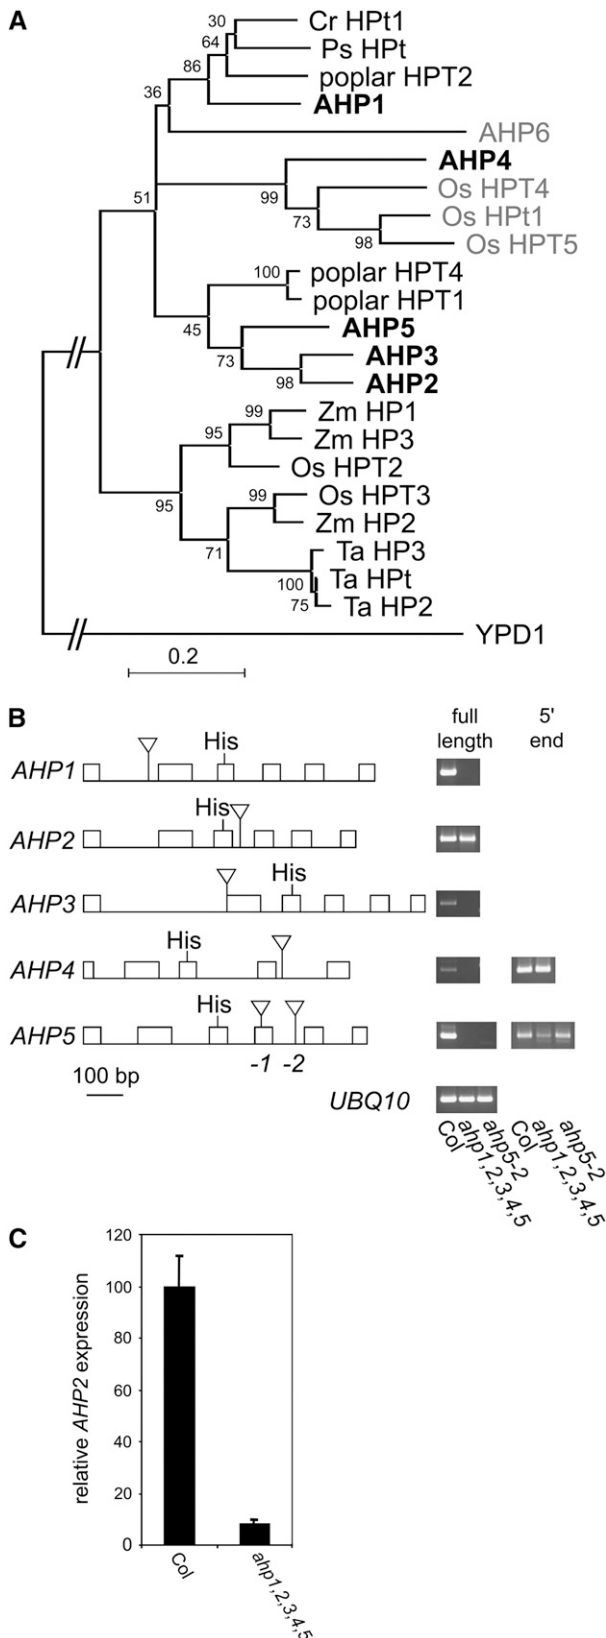 A
30
Cr HPt1
64
Ps HPt
86
poplar HPT2
36
AHP1
AHP6
AHP4
51
99
Os HPT4
73
Os HPt1
98
Os HPT5
100
poplar HPT4
poplar HPT1
45
AHP5
73
AHP3
98
AHP2
99
Zm HP1
95
Zm HP3
Os HPT2
95
99
Os HPT3
Zm HP2
71
Ta HP3
100
Ta HPt
75
Ta HP2
YPD1
0.2
B
full length
5' end
AHP1
His
AHP2
His
AHP3
His
AHP4
His
AHP5
His
-1 -2
100 bp
UBQ10
Col
ahp1,2,3,4,5
ahp5-2
Col
ahp1,2,3,4,5
ahp5-2
C
relative AHP2 expression
120
100
80
60
40
20
0
Col
ahp1,2,3,4,5